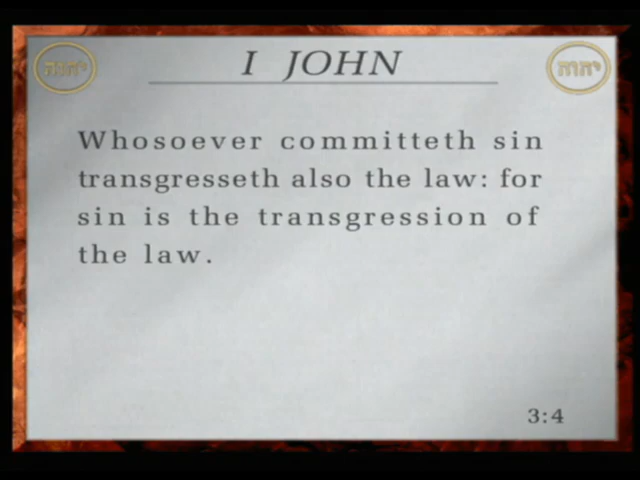 יהוה
I JOHN
יהוה
Whosoever committeth sin
transgresseth also the law: for
sin is the transgression of
the law.
3:4